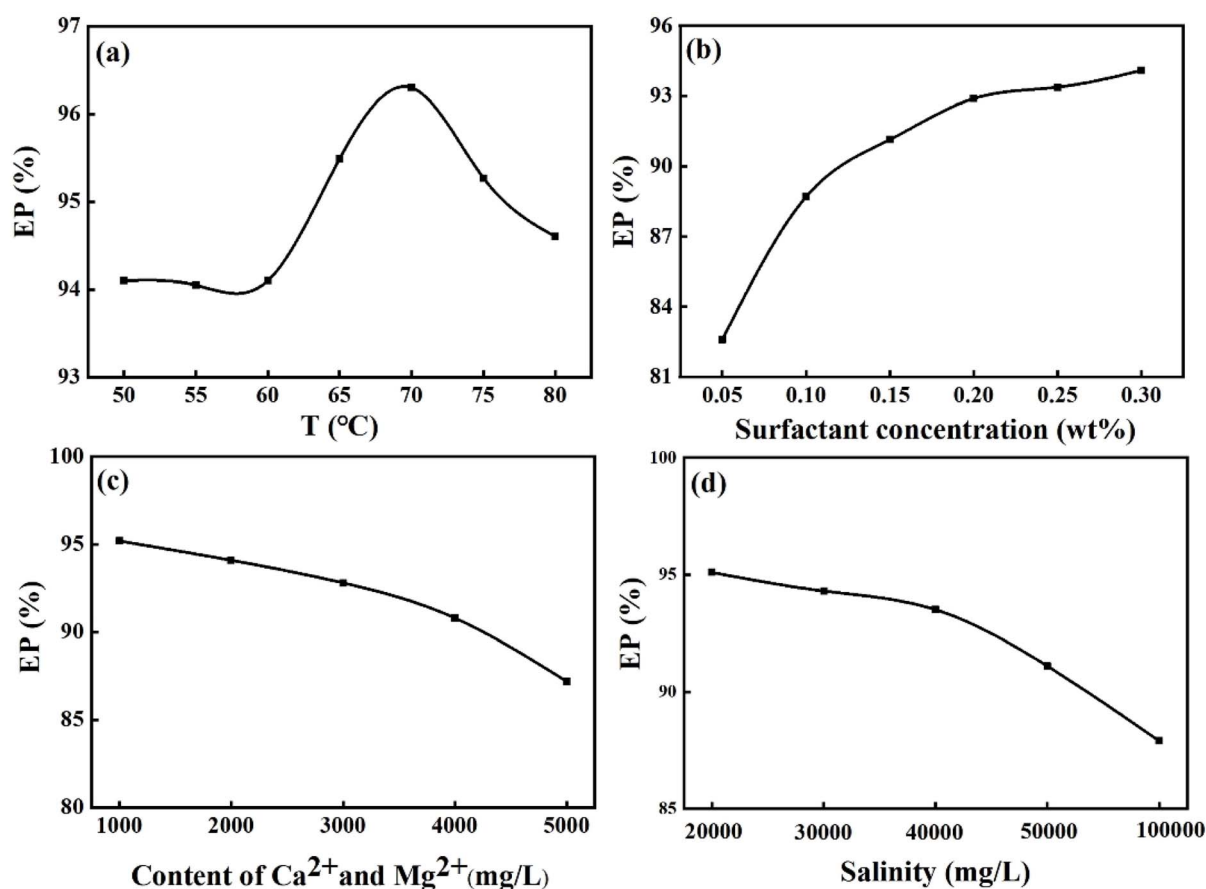 (a)
EP (%)
97
96
95
94
93
50 55 60 65 70 75 80
T (°C)
(b)
EP (%)
96
93
90
87
84
81
0.05 0.10 0.15 0.20 0.25 0.30
Surfactant concentration (wt%)
(c)
EP (%)
100
95
90
85
80
1000 2000 3000 4000 5000
Content of Ca²⁺and Mg²⁺(mg/L)
(d)
EP (%)
100
95
90
85
20000 30000 40000 50000 100000
Salinity (mg/L)